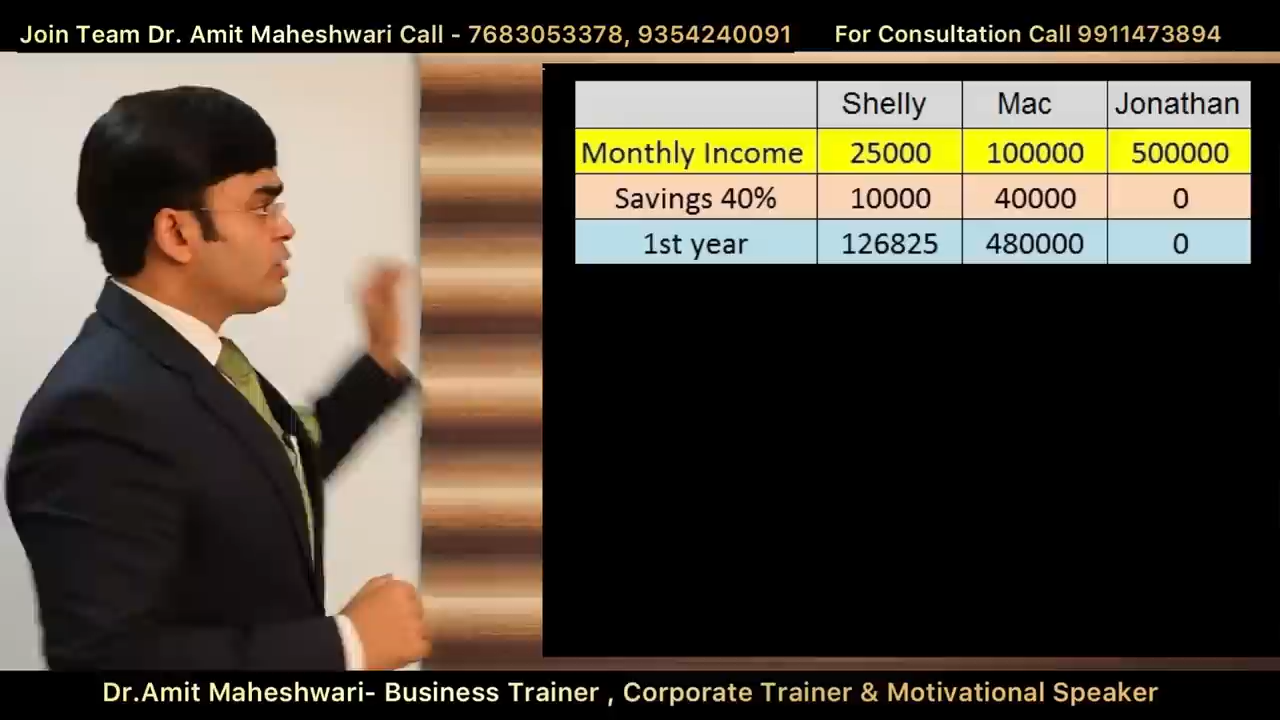 Join Team Dr. Amit Maheshwari Call - 7683053378, 9354240091 For Consultation Call 9911473894
Shelly Mac Jonathan
Monthly Income 25000 100000 500000
Savings 40% 10000 40000 0
1st year 126825 480000 0
Dr.Amit Maheshwari- Business Trainer , Corporate Trainer & Motivational Speaker